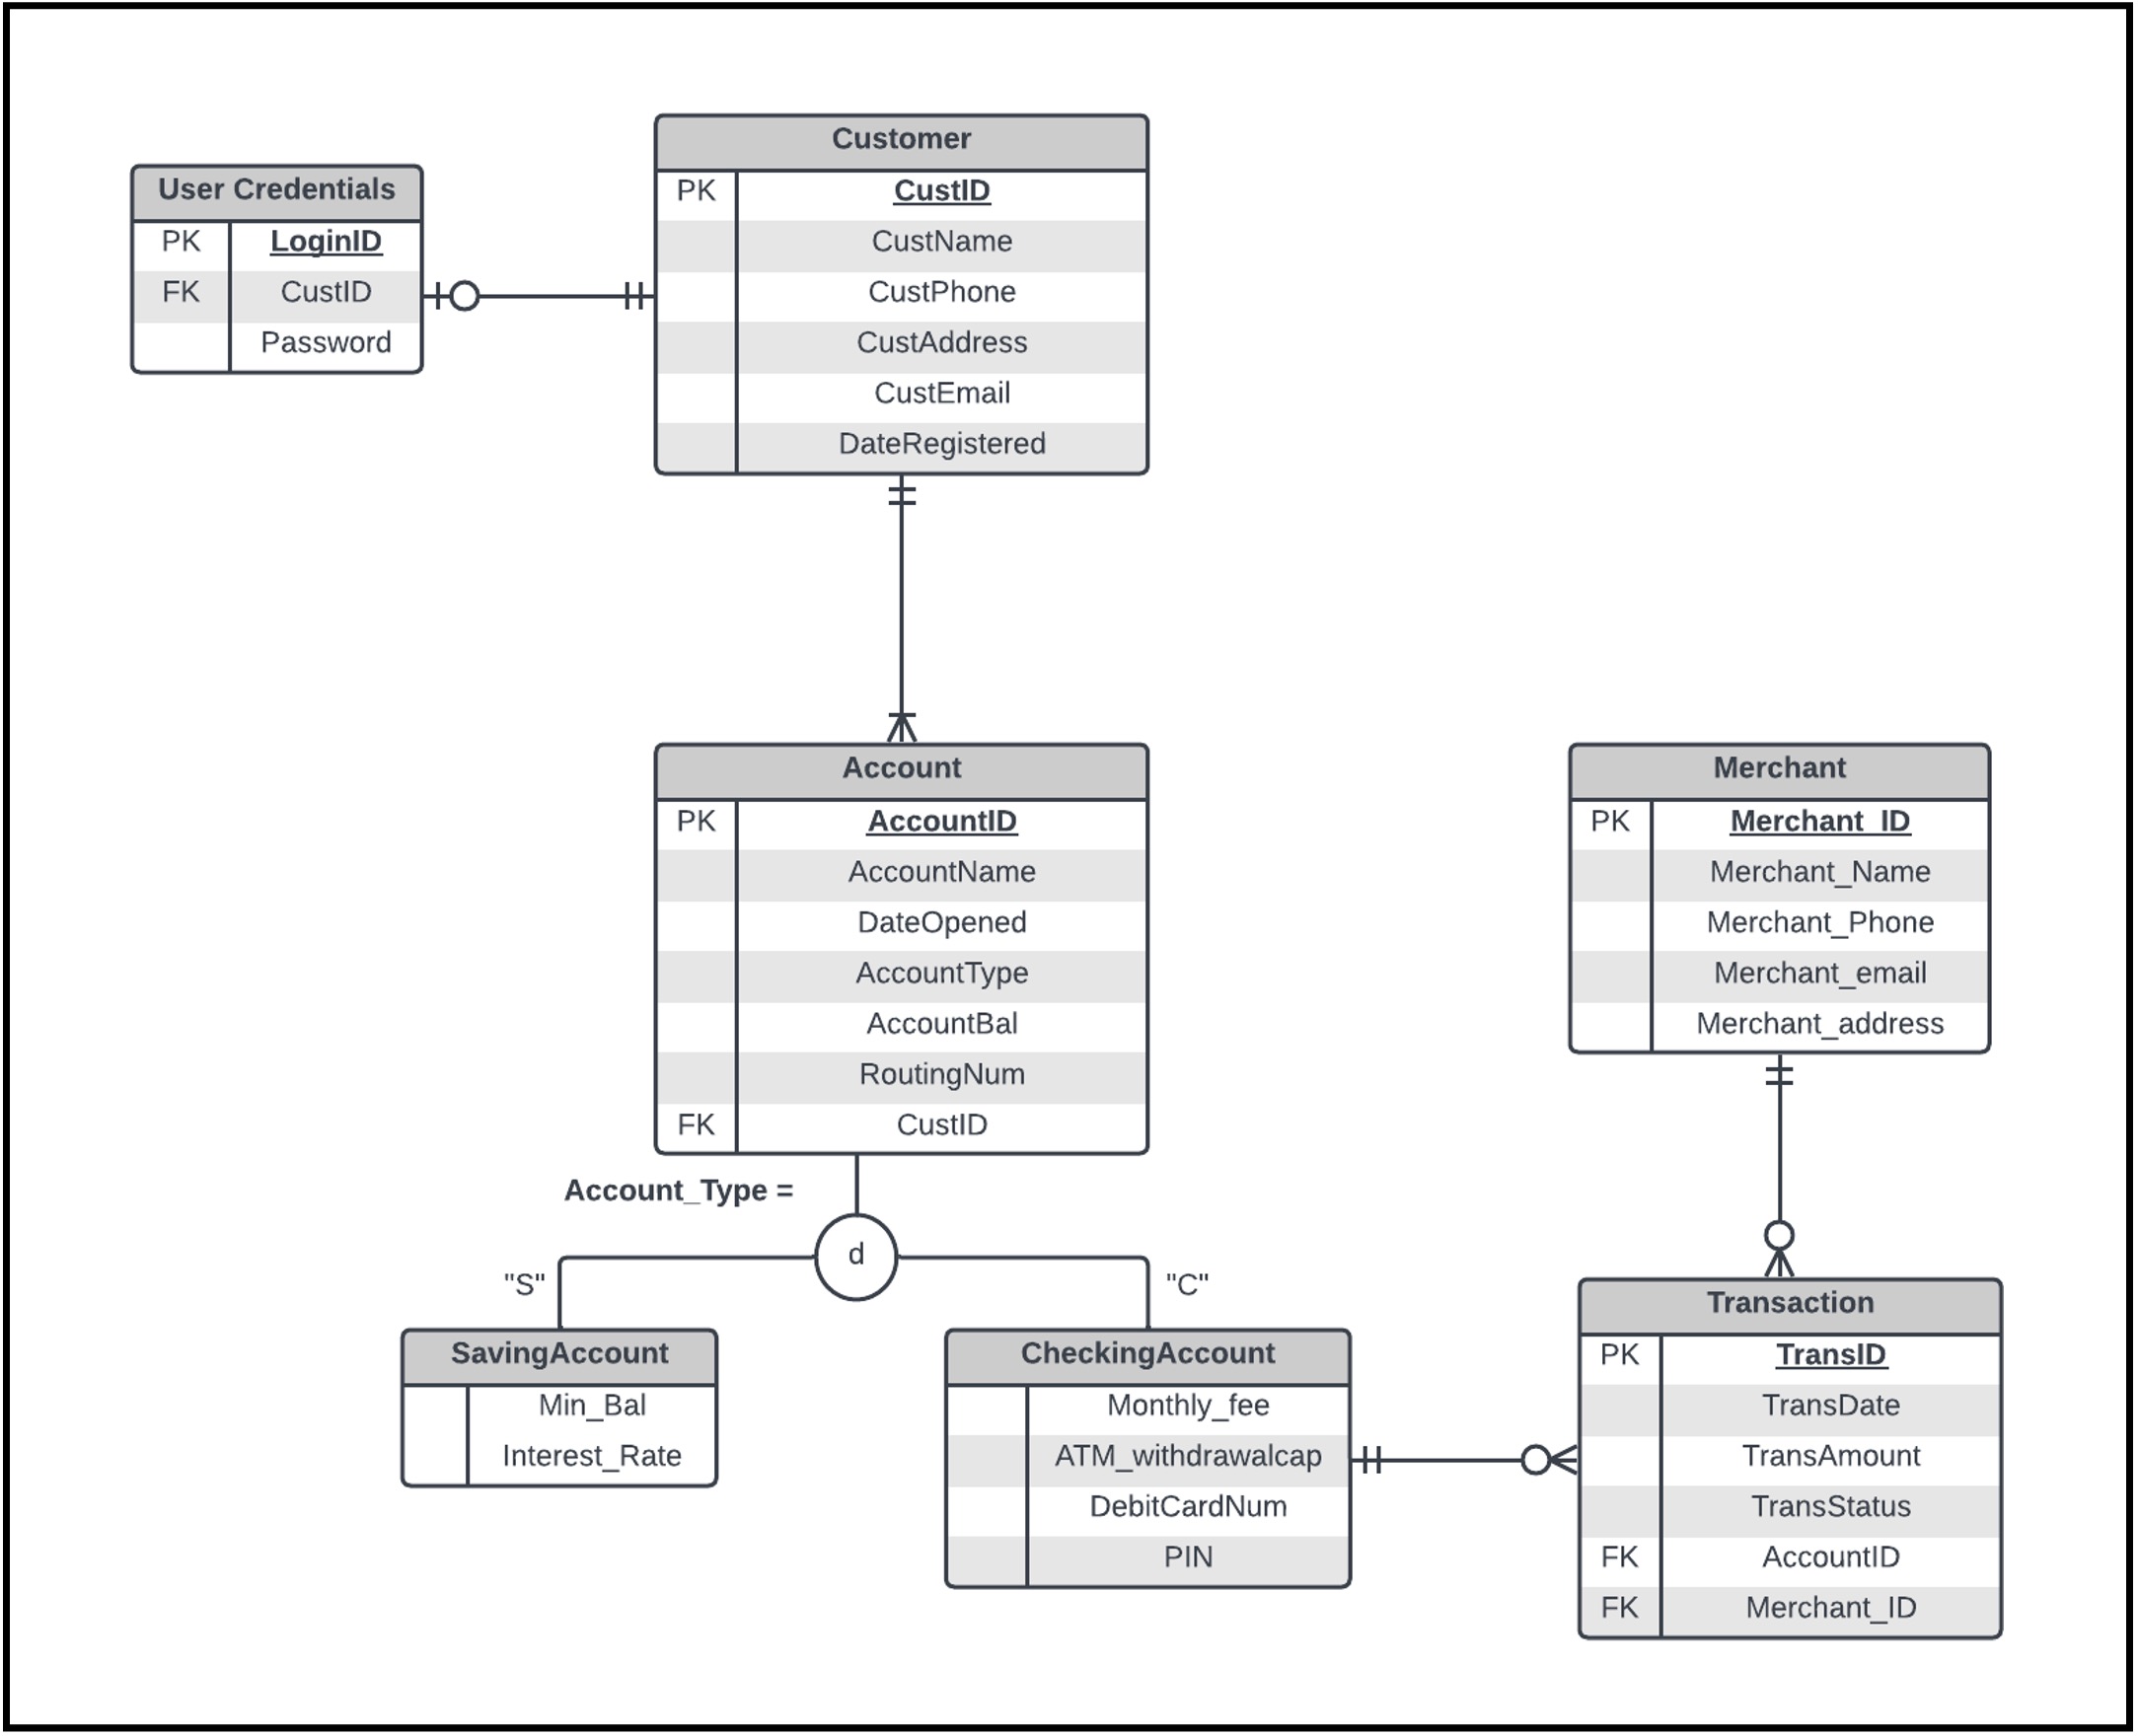 Customer
PK CustID
CustName
CustPhone
CustAddress
CustEmail
DateRegistered
User Credentials
PK LoginID
FK CustID
Password
Account
PK AccountID
AccountName
DateOpened
AccountType
AccountBal
RoutingNum
FK CustID
Merchant
PK Merchant_ID
Merchant_Name
Merchant_Phone
Merchant_email
Merchant_address
Account_Type =
d
"S"
"C"
SavingAccount
Min_Bal
Interest_Rate
CheckingAccount
Monthly_fee
ATM_withdrawalcap
DebitCardNum
PIN
Transaction
PK TransID
TransDate
TransAmount
TransStatus
FK AccountID
FK Merchant_ID